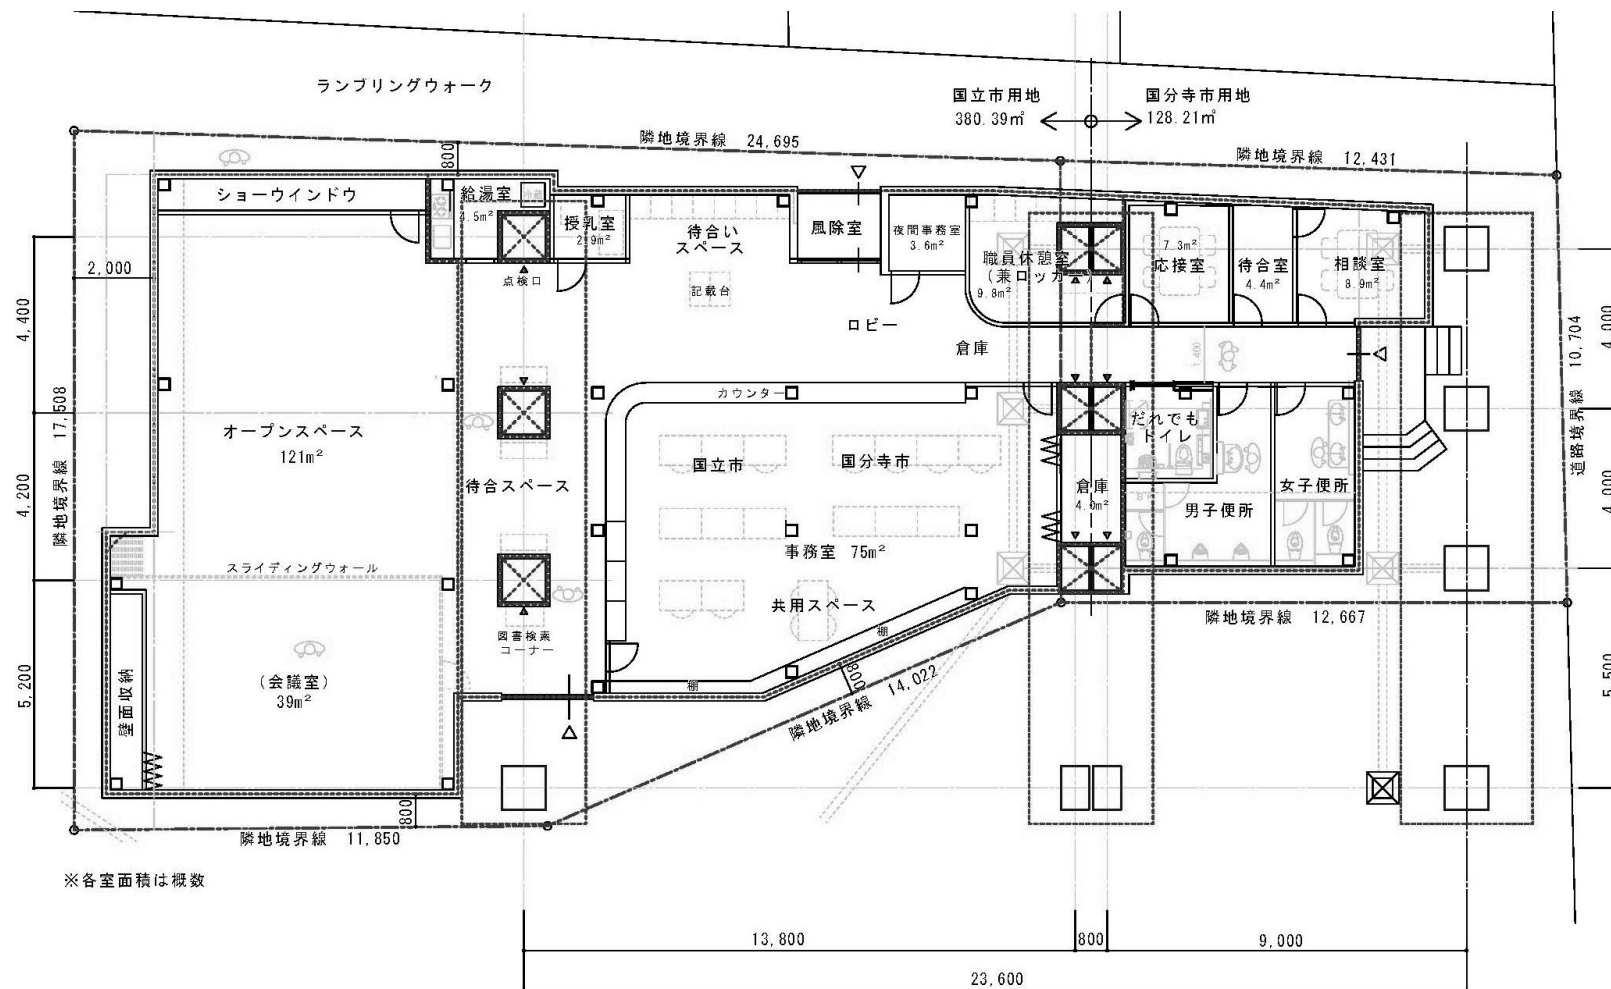 ランブリングウォーク
国立市用地
380.39㎡
国分寺市用地
128.21㎡
隣地境界線 24,695
隣地境界線 12,431
800
ショーウインドウ
給湯室
4.5m²
授乳室
2.9m²
待合い
スペース
風除室
夜間事務室
3.6m²
職員休憩室
（兼ロッカー）
9.8m²
7.3m²
応接室
待合室
4.4m²
相談室
8.9m²
2,000
点検口
記載台
ロビー
倉庫
1,400
4,400
4,200
5,200
隣地境界線 17,508
道路境界線 10,704
4,000
4,000
5,500
カウンター
オープンスペース
121m²
待合スペース
国立市
国分寺市
だれでも
トイレ
倉庫
4.0m²
男子便所
女子便所
事務室 75m²
スライディングウォール
共用スペース
図書検索
コーナー
棚
棚
（会議室）
39m²
壁面収納
800
隣地境界線 14,022
隣地境界線 12,667
800
隣地境界線 11,850
※各室面積は概数
13,800
800
9,000
23,600